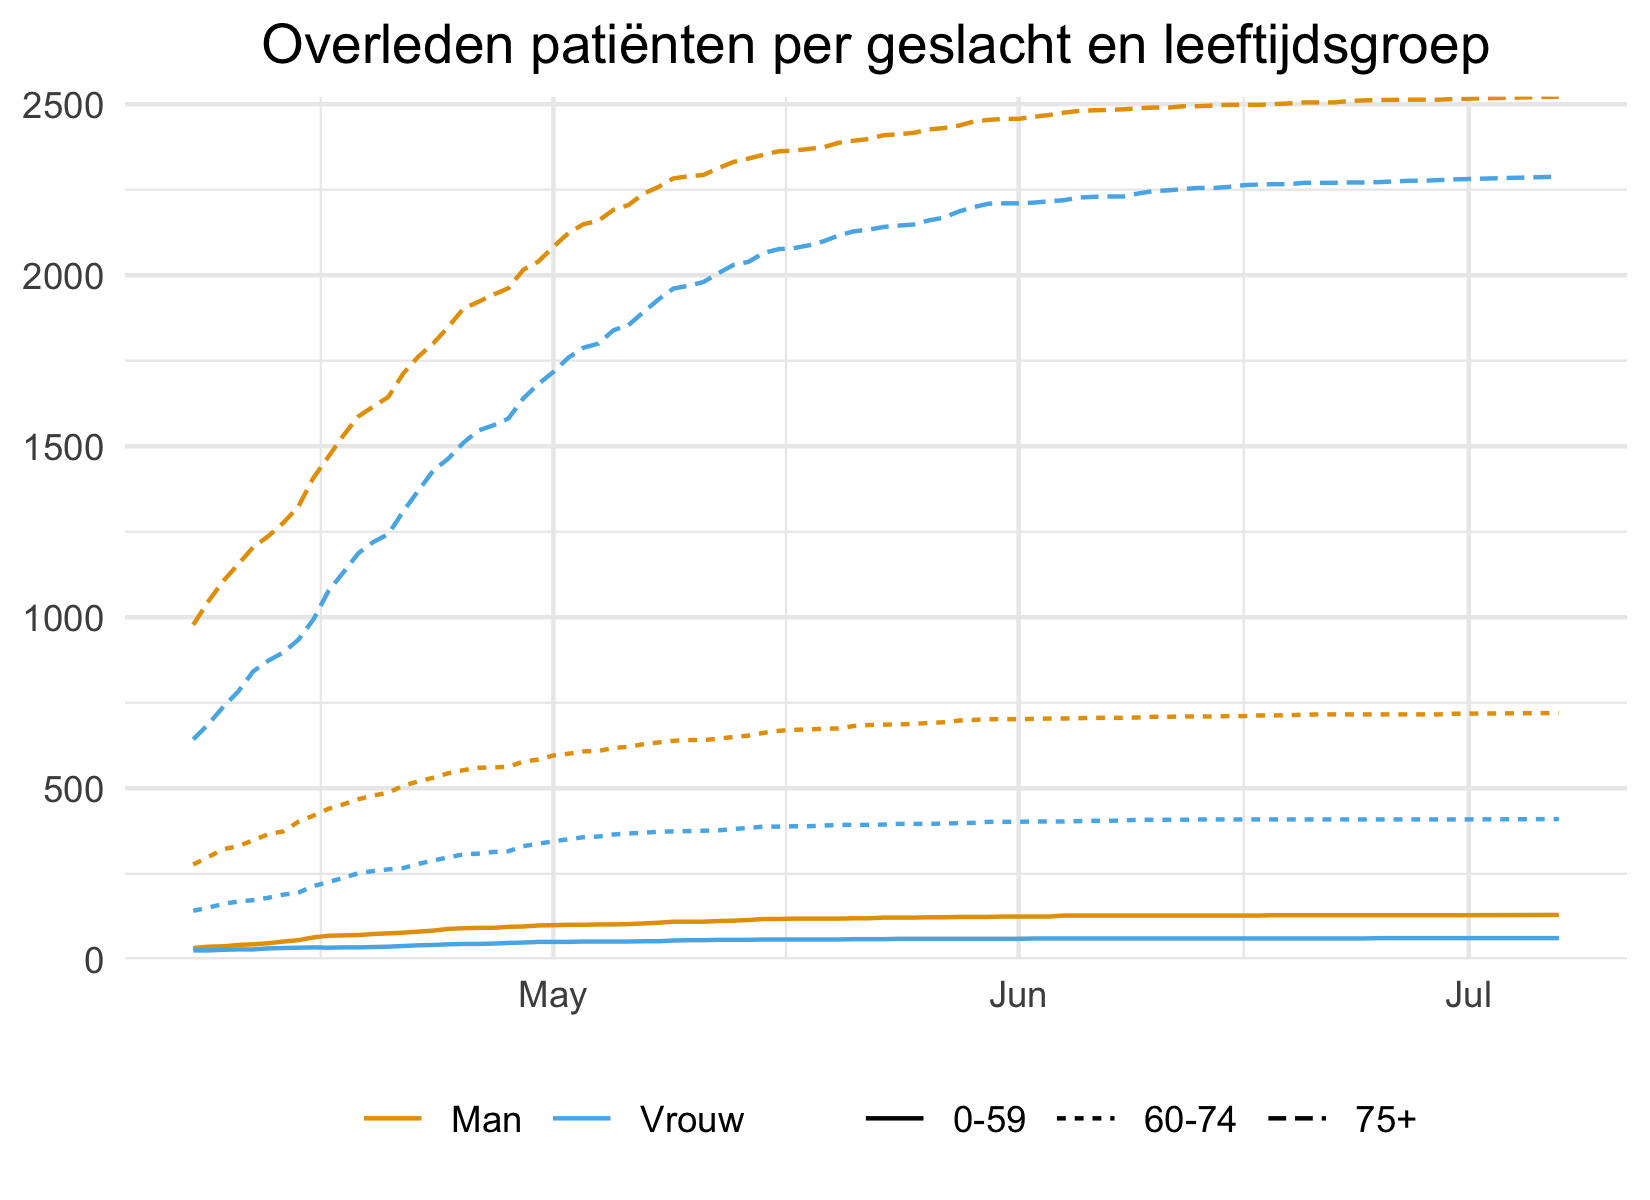 Overleden patiënten per geslacht en leeftijdsgroep
2500
2000
1500
1000
500
0
May Jun Jul
Man Vrouw 0-59 60-74 75+